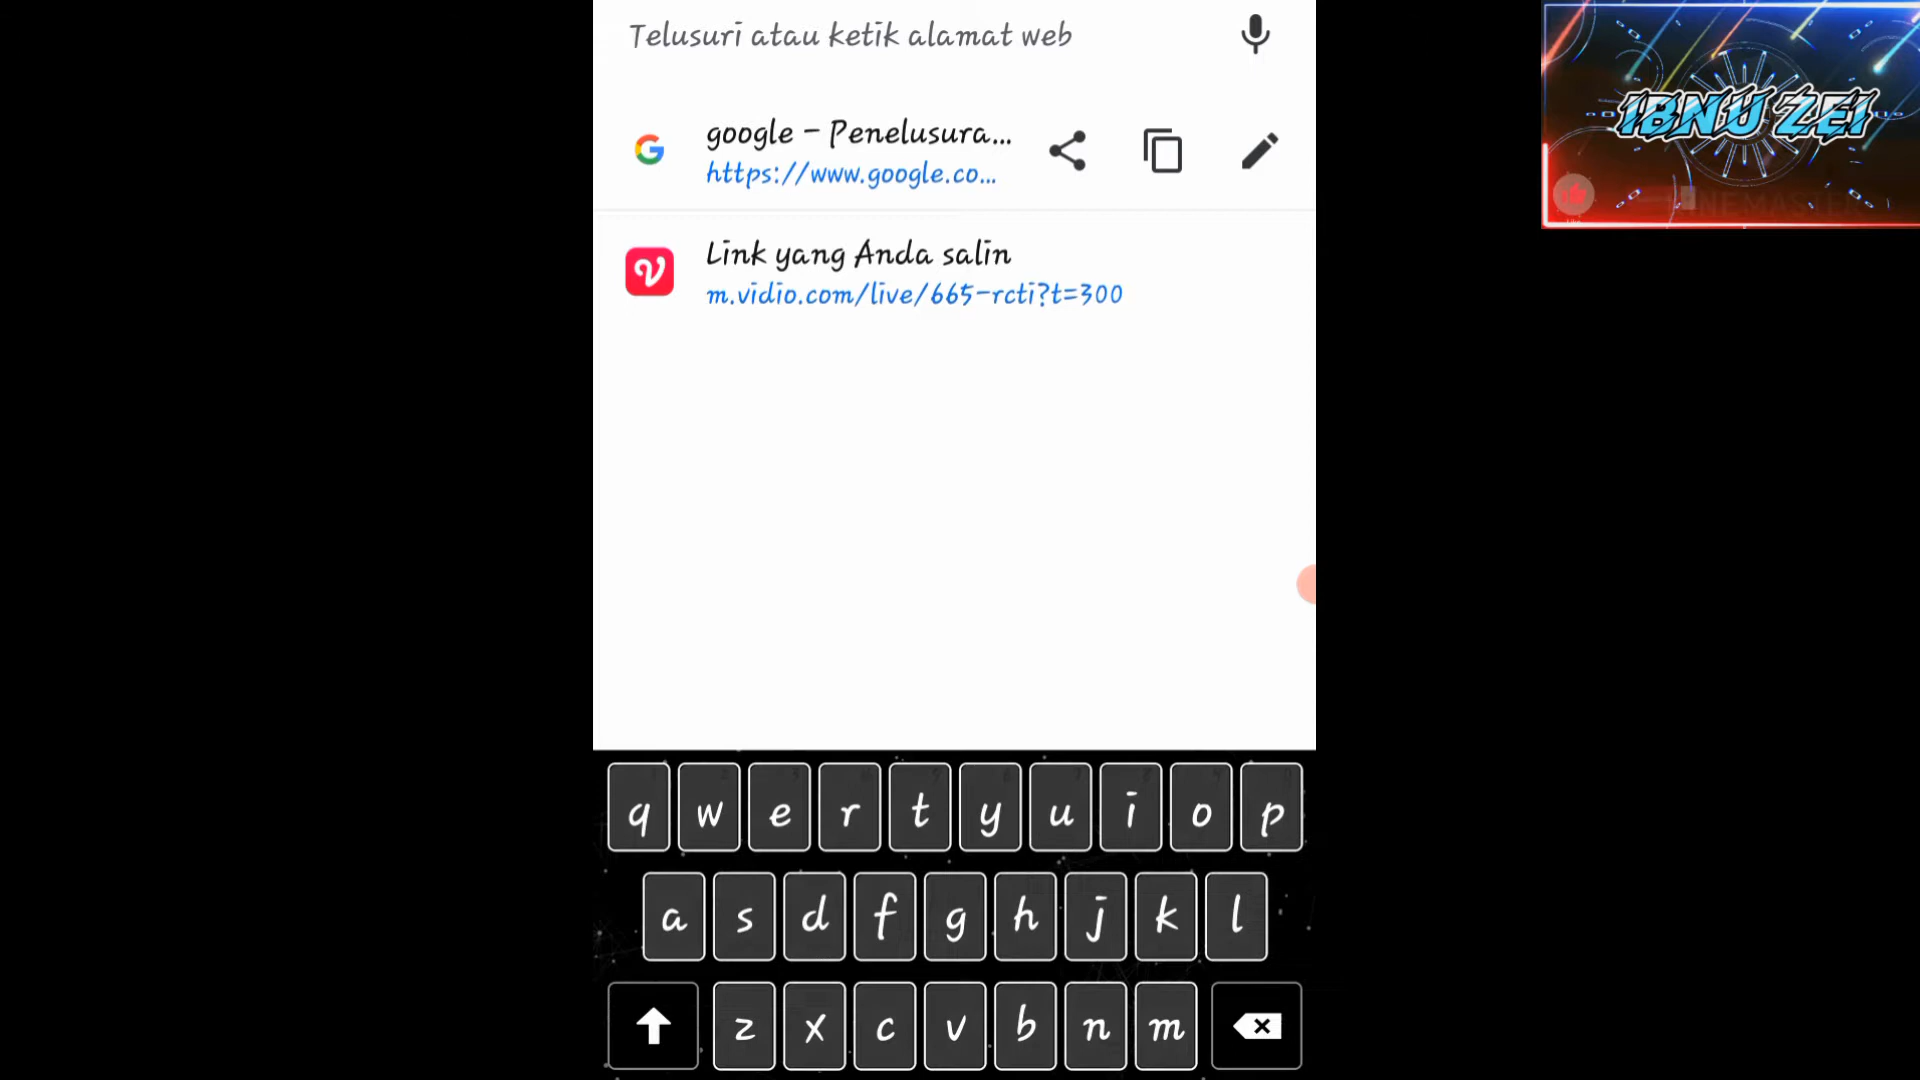 Telusuri atau ketik alamat web
IBNU ZEI
google - Penelusura...
https://www.google.co...
Link yang Anda salin
m.vidio.com/live/665-rcti?t=300
q w e r t y u i o p
a s d f g h j k l
z x c v b n m